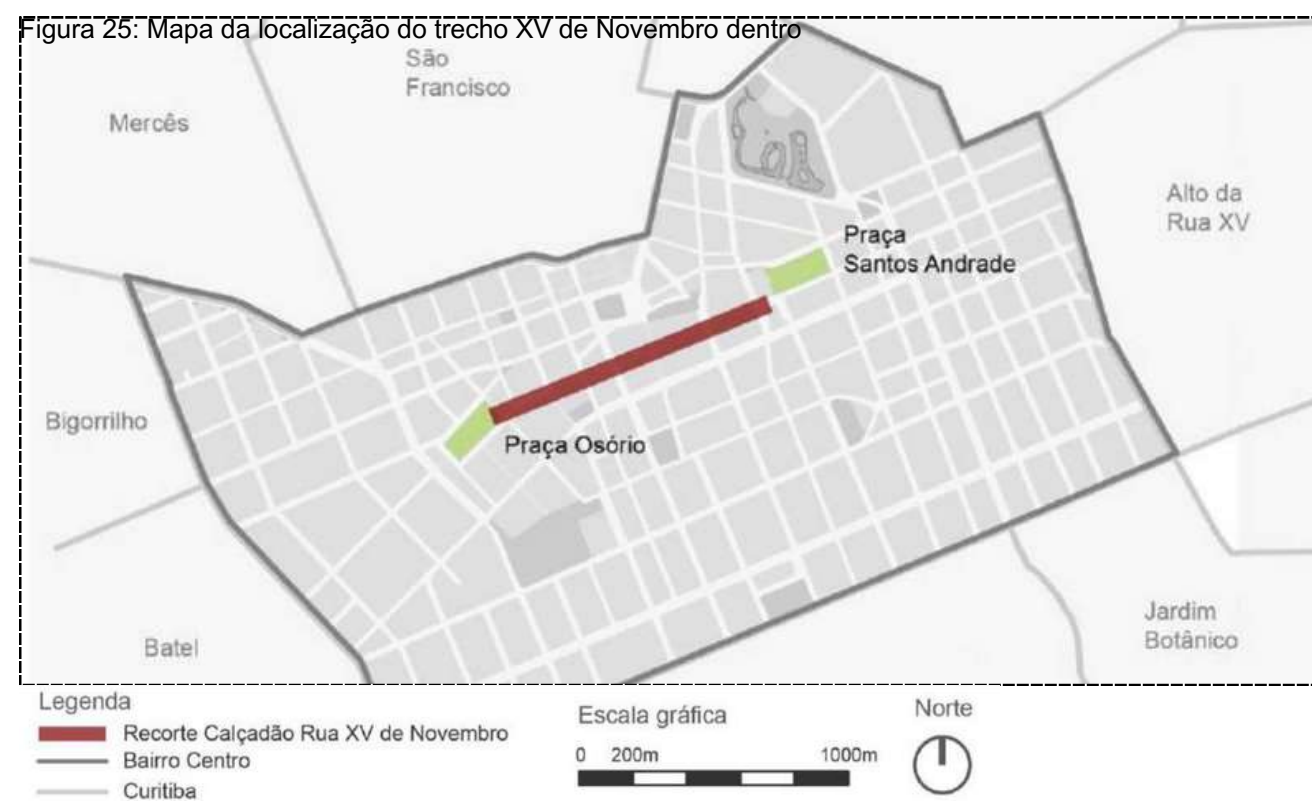 Figura 25: Mapa da localização do trecho XV de Novembro dentro
São
Francisco
Mercês
Alto da
Rua XV
Praça
Santos Andrade
Bigorrilho
Praça Osório
Batel
Jardim
Botânico
Legenda
Recorte Calçadão Rua XV de Novembro
Bairro Centro
Curitiba
Escala gráfica
0 200m 1000m
Norte